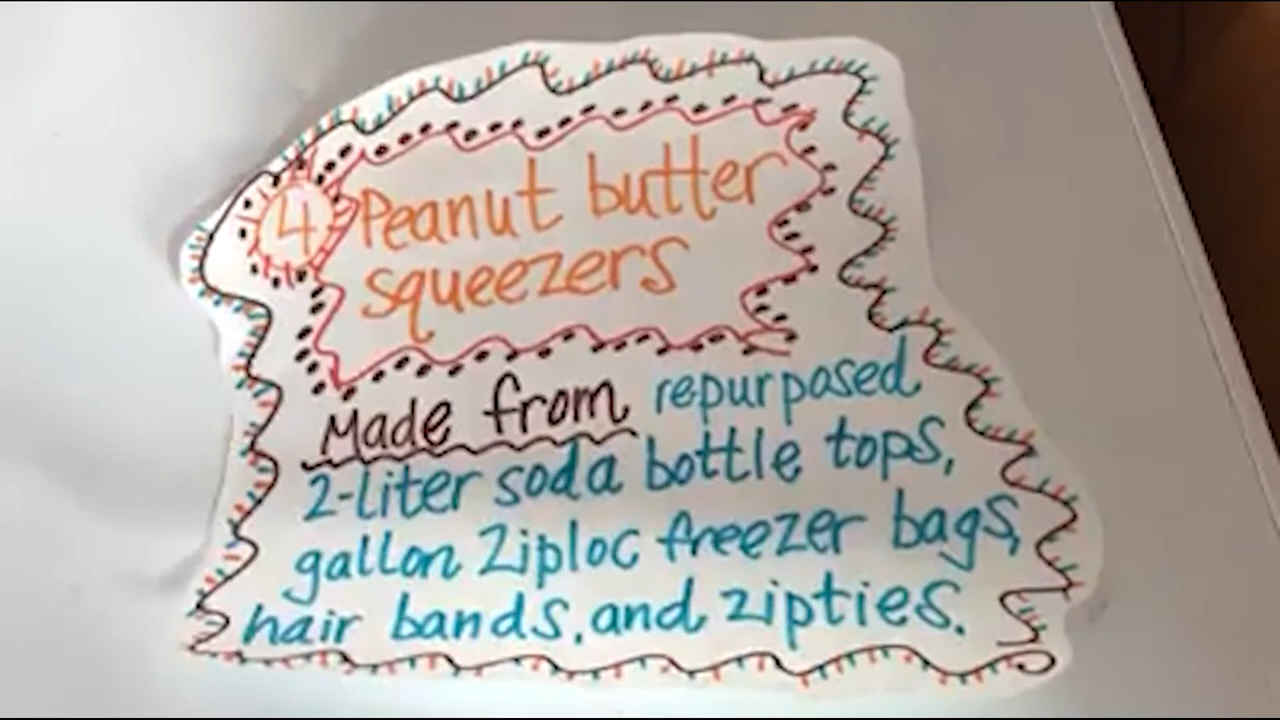 4 Peanut butter
squeezers
Made from repurposed
2-liter soda bottle tops,
gallon Ziploc freezer bags,
hair bands, and zipties.